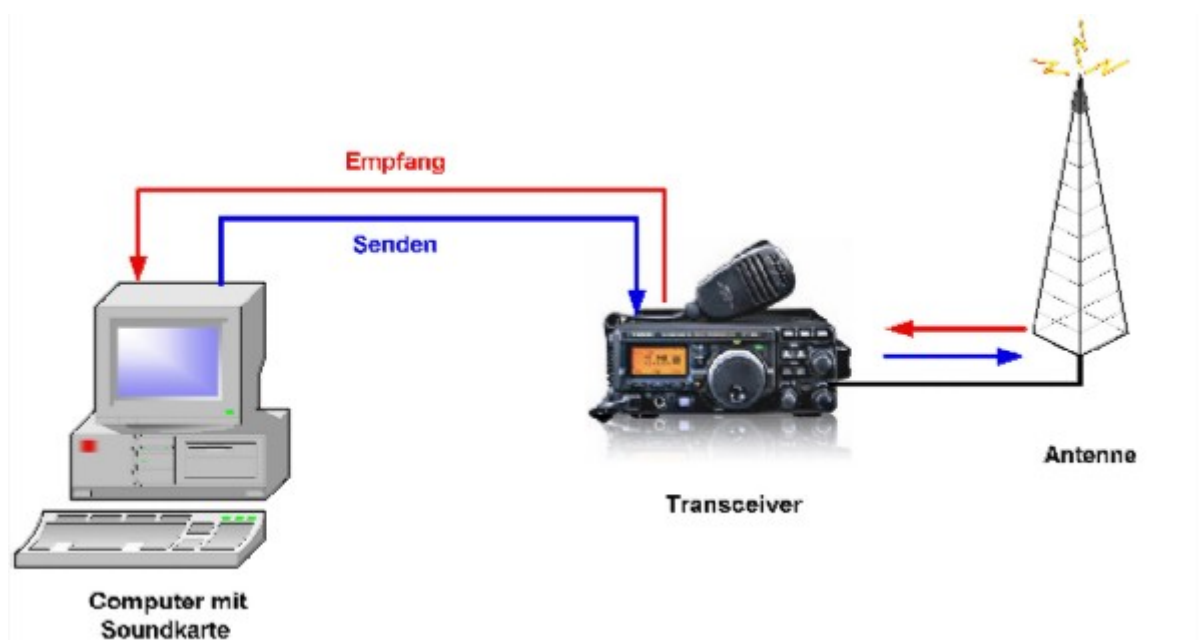 Empfang
Senden
Antenne
Transceiver
Computer mit
Soundkarte